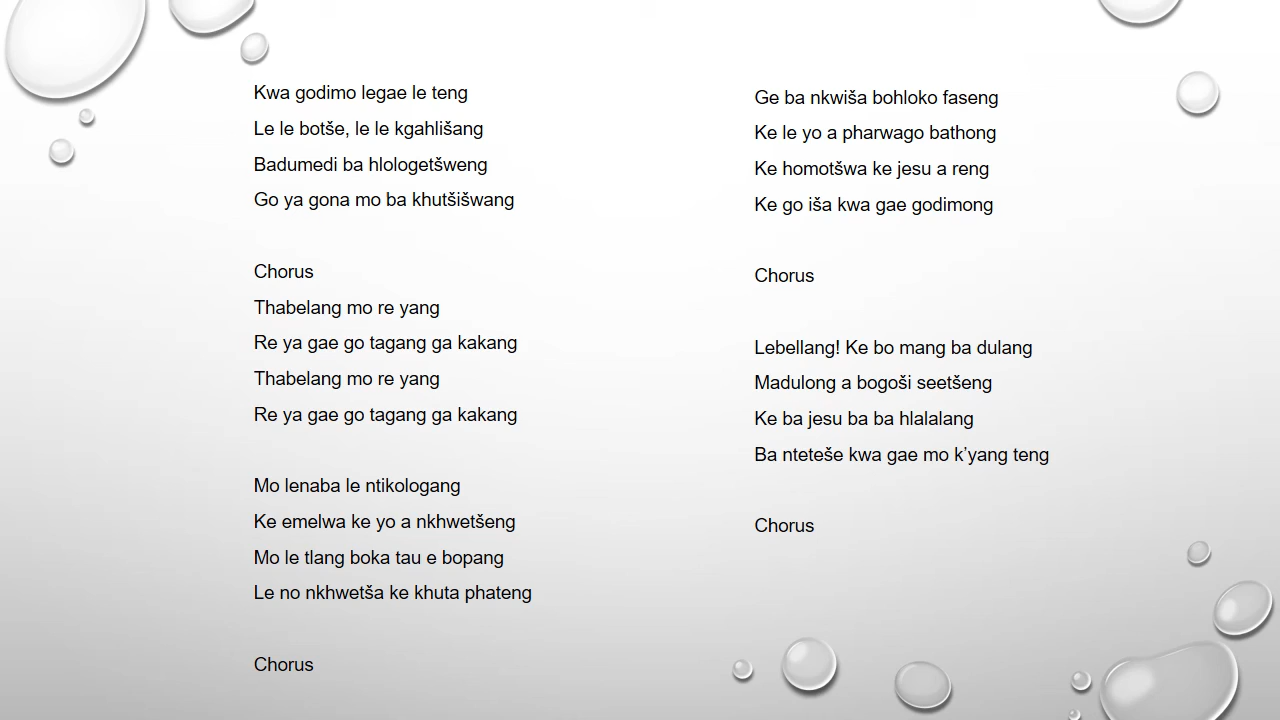 Kwa godimo legae le teng
Le le botše, le le kgahlišang
Badumedi ba hlologetšweng
Go ya gona mo ba khutšišwang
Chorus
Thabelang mo re yang
Re ya gae go tagang ga kakang
Thabelang mo re yang
Re ya gae go tagang ga kakang
Mo lenaba le ntikologang
Ke emelwa ke yo a nkhwetšeng
Mo le tlang boka tau e bopang
Le no nkhwetša ke khuta phateng
Chorus
Ge ba nkwiša bohloko faseng
Ke le yo a pharwago bathong
Ke homotšwa ke jesu a reng
Ke go iša kwa gae godimong
Chorus
Lebellang! Ke bo mang ba dulang
Madulong a bogoši seetšeng
Ke ba jesu ba ba hlalalang
Ba nteteše kwa gae mo k’yang teng
Chorus